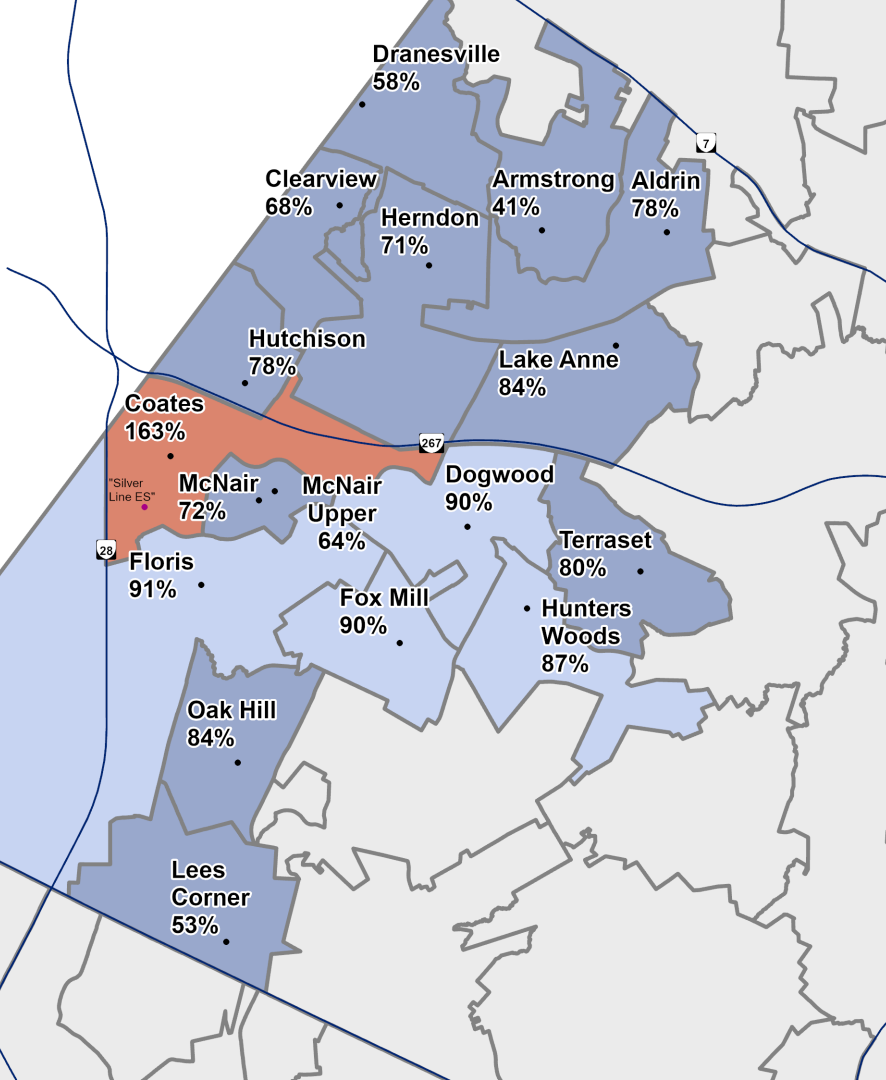 Dranesville
58%
7
Clearview
68%
Armstrong
41%
Aldrin
78%
Herndon
71%
Hutchison
78%
Lake Anne
84%
Coates
163%
267
"Silver
Line ES"
McNair
72%
McNair
Upper
64%
Dogwood
90%
28
Floris
91%
Terraset
80%
Fox Mill
90%
Hunters
Woods
87%
Oak Hill
84%
Lees
Corner
53%